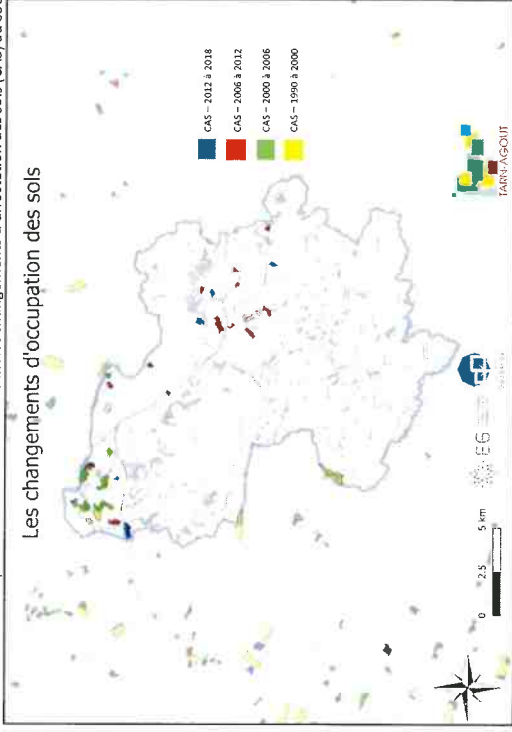 Les changements d'occupation des sols
CAS – 2012 à 2018
CAS – 2006 à 2012
CAS – 2000 à 2006
CAS – 1990 à 2000
0 2.5 5 km
TARN-AGOUT